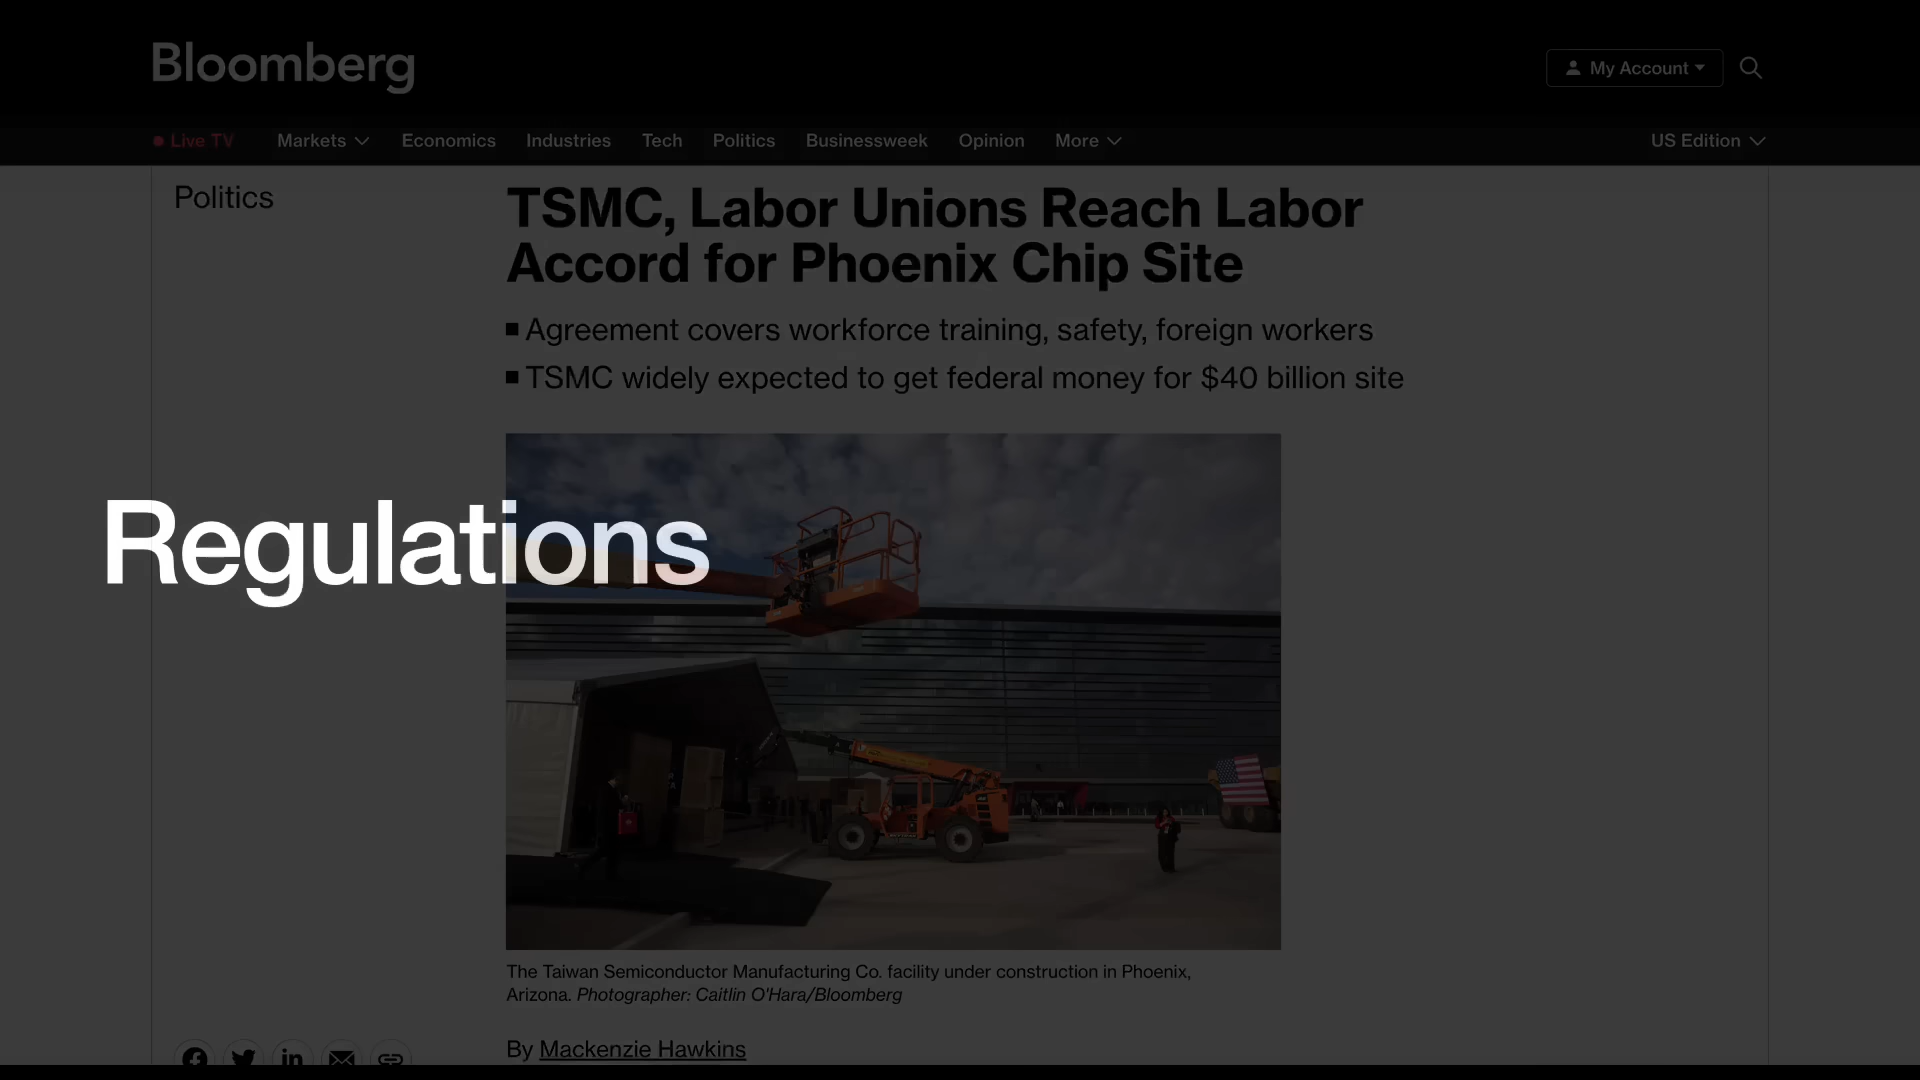 Bloomberg
My Account
Live TV Markets Economics Industries Tech Politics Businessweek Opinion More US Edition
Politics
TSMC, Labor Unions Reach Labor
Accord for Phoenix Chip Site
Agreement covers workforce training, safety, foreign workers
TSMC widely expected to get federal money for $40 billion site
Regulations
The Taiwan Semiconductor Manufacturing Co. facility under construction in Phoenix,
Arizona. Photographer: Caitlin O'Hara/Bloomberg
By Mackenzie Hawkins